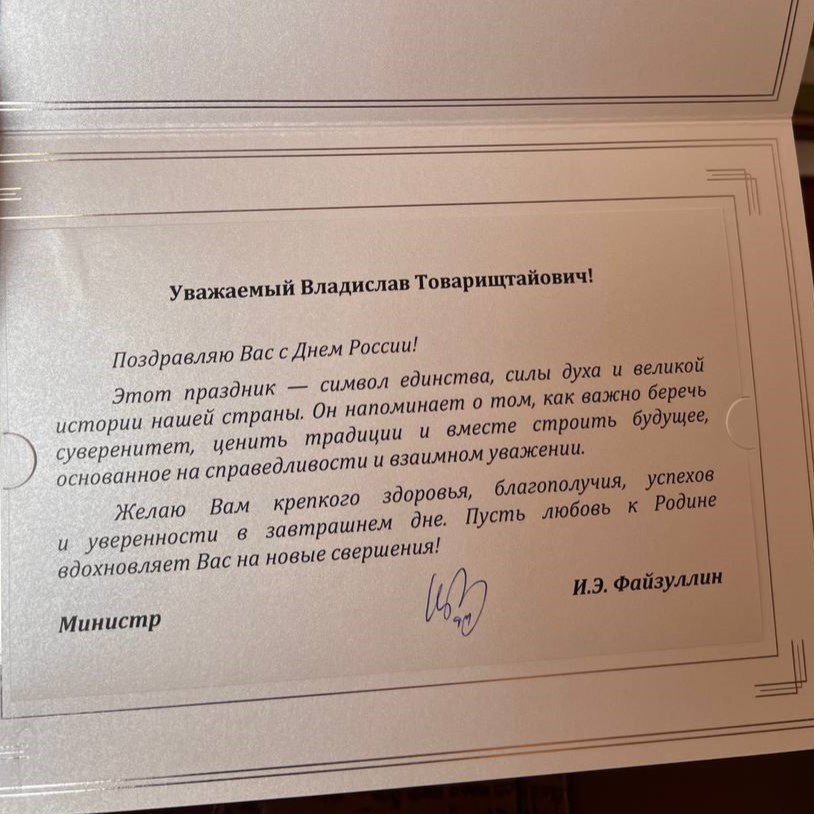 Уважаемый Владислав Товарищтайович!
Поздравляю Вас с Днем России!
Этот праздник — символ единства, силы духа и великой
истории нашей страны. Он напоминает о том, как важно беречь
суверенитет, ценить традиции и вместе строить будущее,
основанное на справедливости и взаимном уважении.
Желаю Вам крепкого здоровья, благополучия, успехов
и уверенности в завтрашнем дне. Пусть любовь к Родине
вдохновляет Вас на новые свершения!
Министр
И.Э. Файзуллин